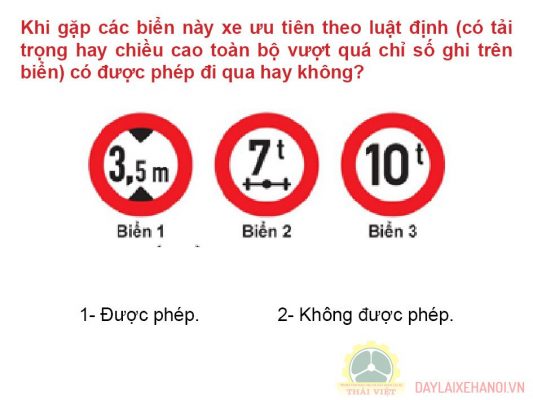 Khi gặp các biển này xe ưu tiên theo luật định (có tải
trọng hay chiều cao toàn bộ vượt quá chỉ số ghi trên
biển) có được phép đi qua hay không?
3,5 m 7 t 10 t
Biển 1 Biển 2 Biển 3
1- Được phép. 2- Không được phép.
THÁI VIỆT
DAYLAIXEHANOI.VN